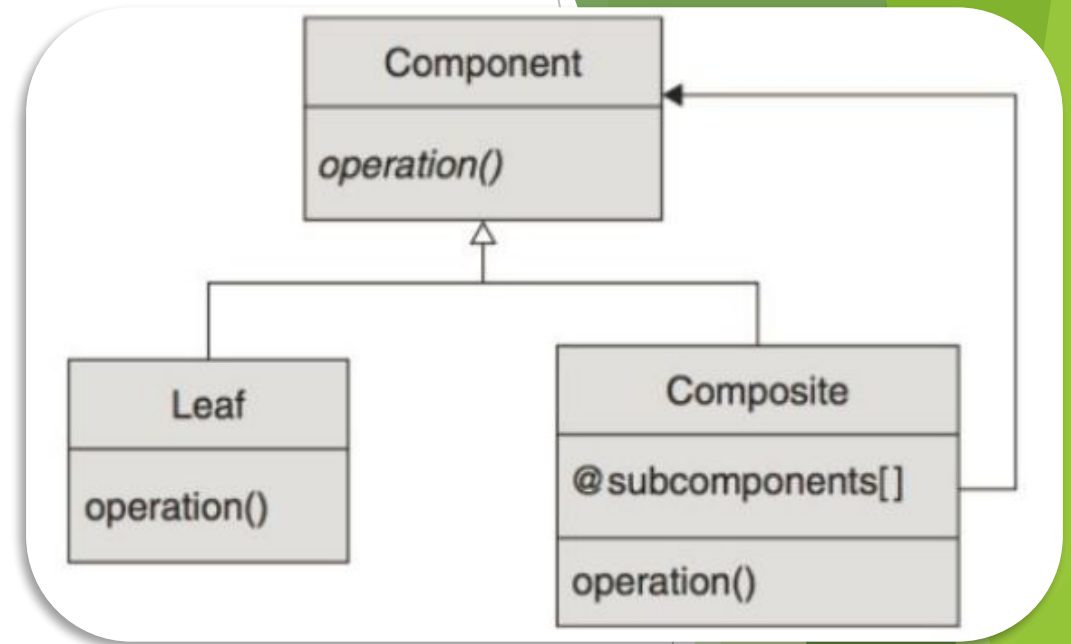 Component
operation()
Leaf
operation()
Composite
@subcomponents[]
operation()